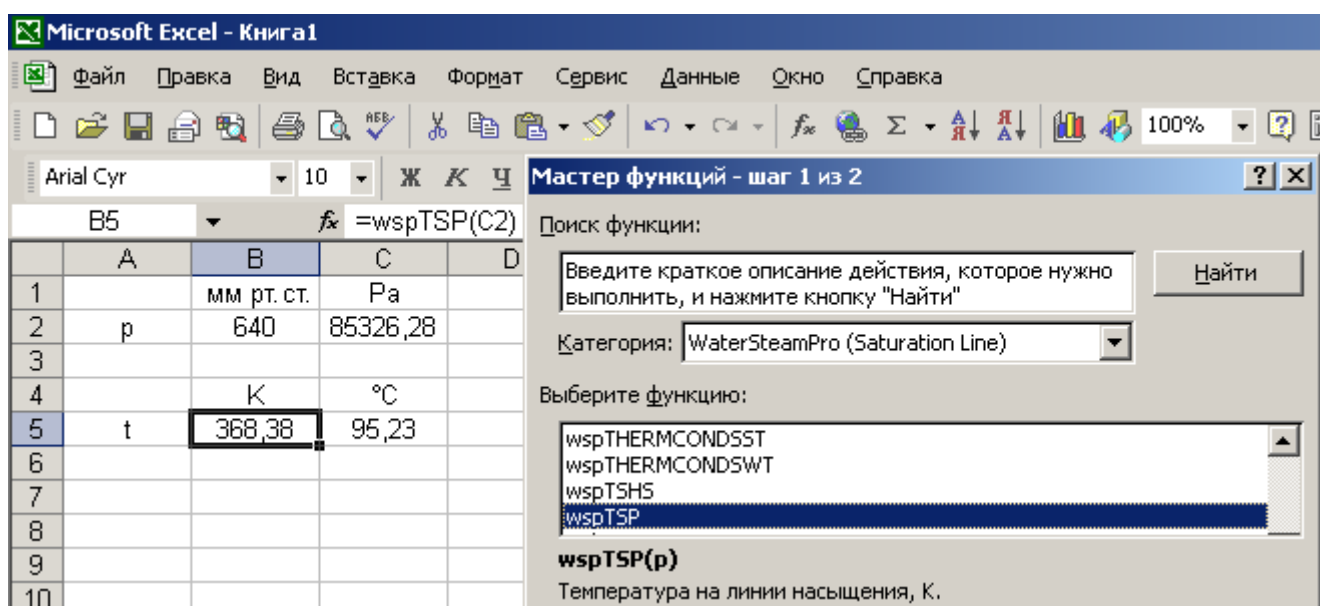 Microsoft Excel - Книга1
Файл Правка Вид Вставка Формат Сервис Данные Окно Справка
100%
Arial Cyr 10 Ж К Ч
B5 fx =wspTSP(C2)
A B C D
1 мм рт. ст. Pa
2 p 640 85326,28
3
4 K °C
5 t 368,38 95,23
6
7
8
9
10
Мастер функций - шаг 1 из 2
Поиск функции:
Введите краткое описание действия, которое нужно
выполнить, и нажмите кнопку "Найти"
Найти
Категория: WaterSteamPro (Saturation Line)
Выберите функцию:
wspTHERMCONDSST
wspTHERMCONDSWT
wspTSHS
wspTSP
wspTSP(p)
Температура на линии насыщения, K.